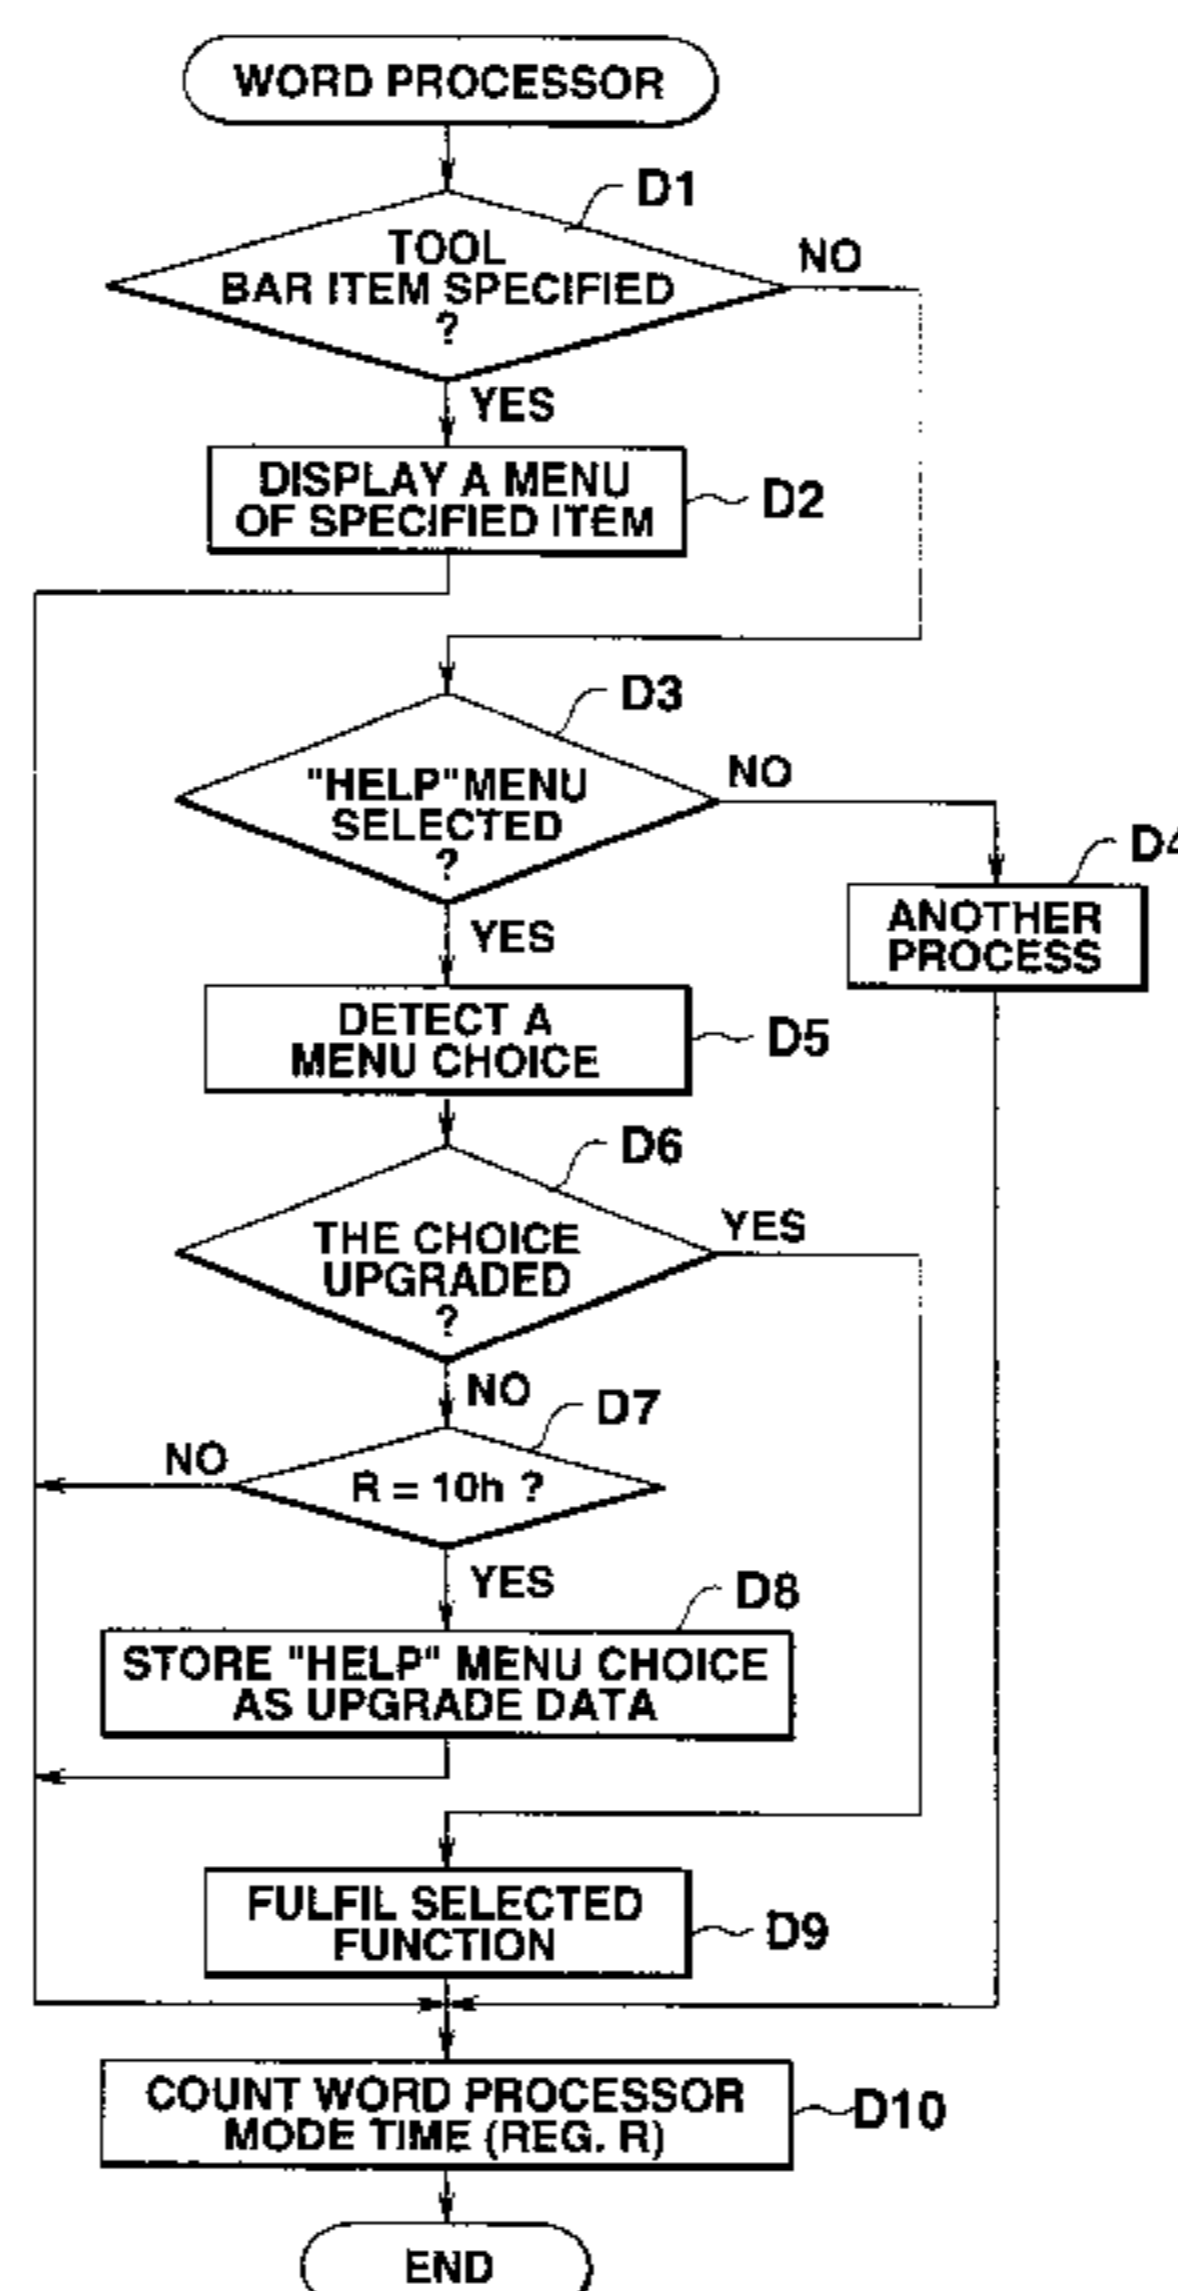 WORD PROCESSOR
D1
TOOL
BAR ITEM SPECIFIED
?
NO
YES
DISPLAY A MENU
OF SPECIFIED ITEM
D2
D3
"HELP"MENU
SELECTED
?
NO
YES
D4
ANOTHER
PROCESS
DETECT A
MENU CHOICE
D5
D6
THE CHOICE
UPGRADED
?
YES
NO
D7
R = 10h ?
NO
YES
D8
STORE "HELP" MENU CHOICE
AS UPGRADE DATA
FULFIL SELECTED
FUNCTION
D9
COUNT WORD PROCESSOR
MODE TIME (REG. R)
D10
END